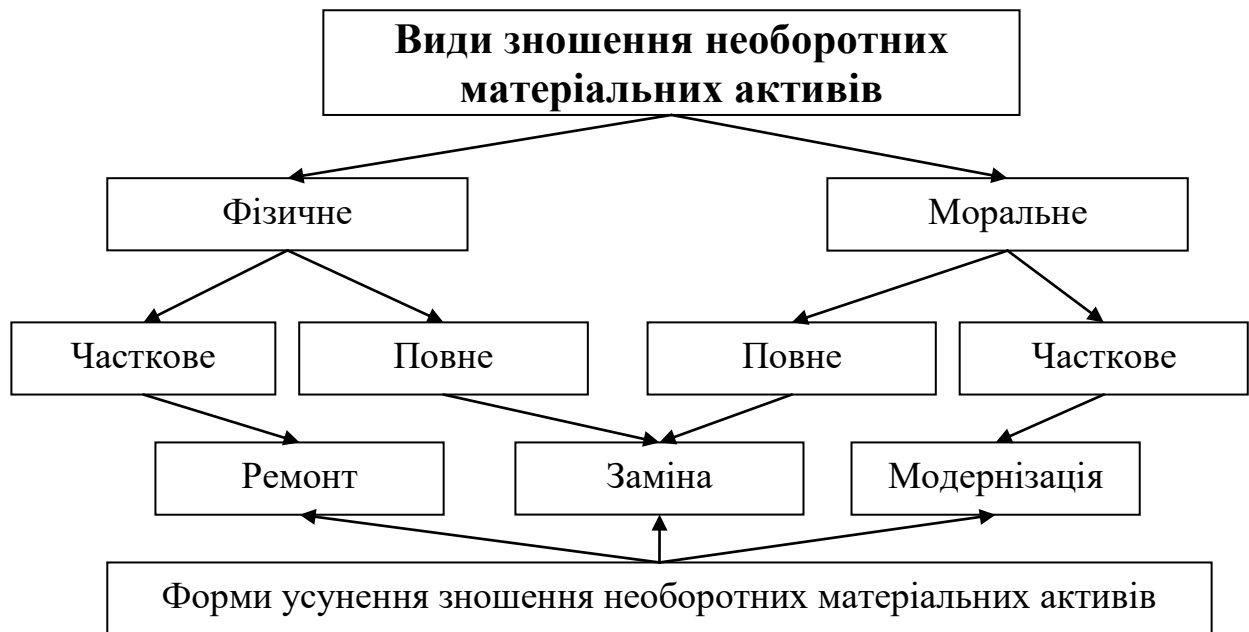 Види зношення необоротних
матеріальних активів
Фізичне
Моральне
Часткове
Повне
Повне
Часткове
Ремонт
Заміна
Модернізація
Форми усунення зношення необоротних матеріальних активів